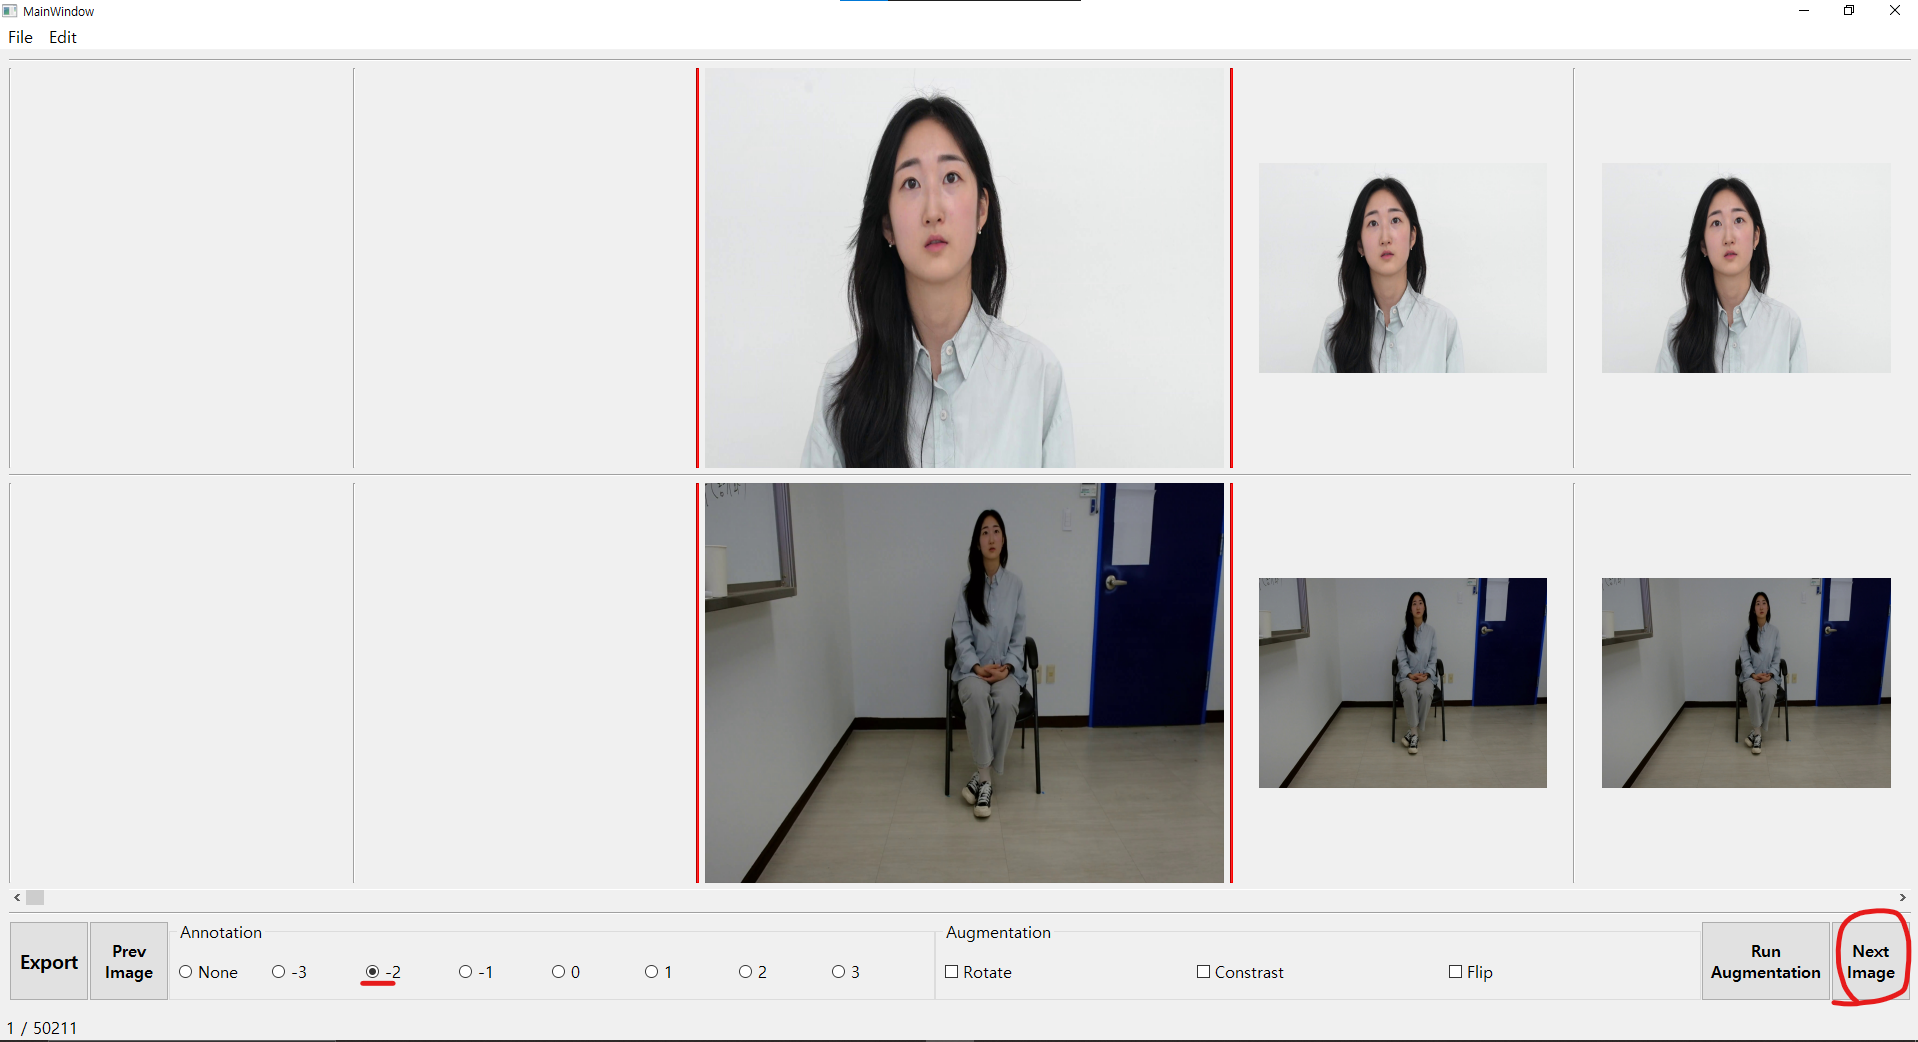 MainWindow
File Edit
Export
Prev Image
Annotation
None -3 -2 -1 0 1 2 3
Augmentation
Rotate Constrast Flip
Run Augmentation
Next Image
1 / 50211